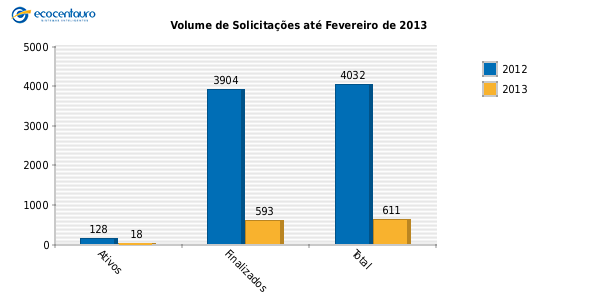 ecocentauro
Volume de Solicitações até Fevereiro de 2013
5000
4000
3000
2000
1000
0
128
18
3904
593
4032
611
Ativos
Finalizados
Total
2012
2013